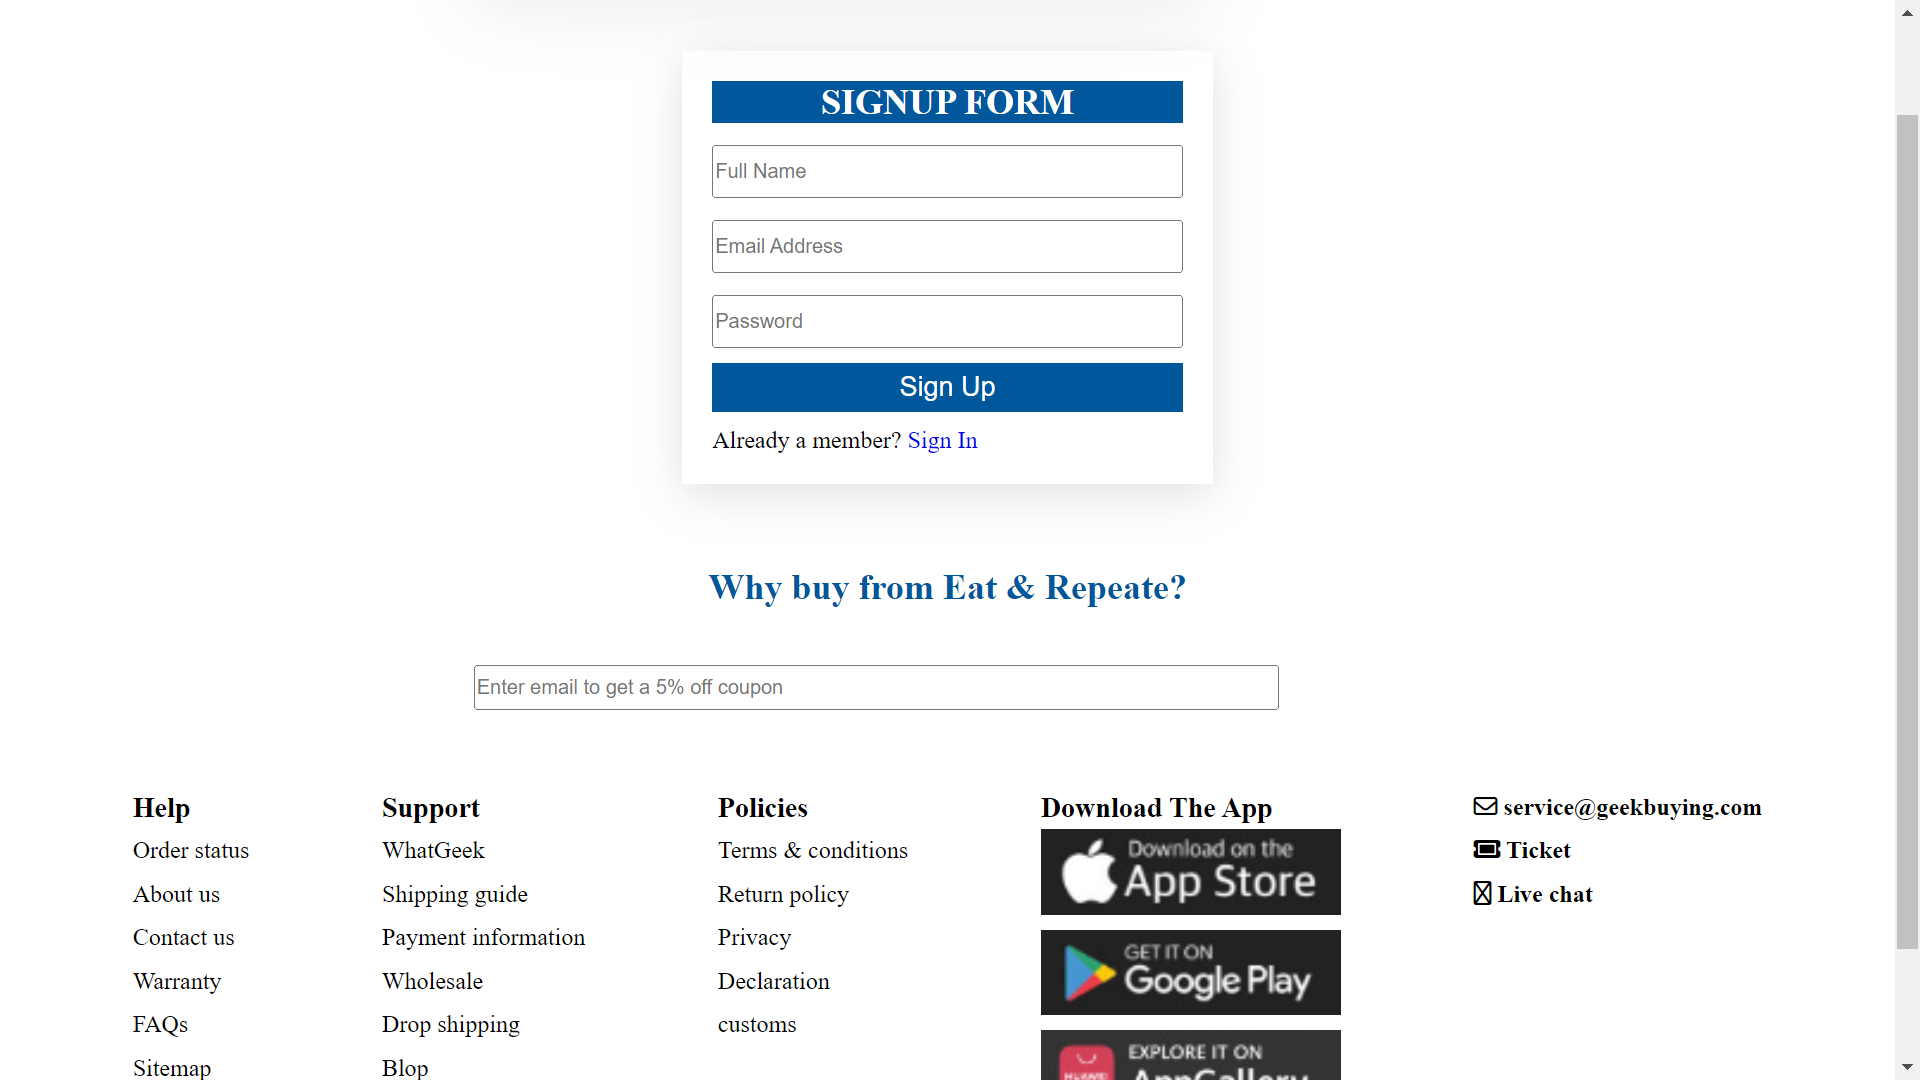 SIGNUP FORM
Full Name
Email Address
Password
Sign Up
Already a member? Sign In
Why buy from Eat & Repeate?
Enter email to get a 5% off coupon
Help
Order status
About us
Contact us
Warranty
FAQs
Sitemap
Support
WhatGeek
Shipping guide
Payment information
Wholesale
Drop shipping
Blop
Policies
Terms & conditions
Return policy
Privacy
Declaration
customs
Download The App
Download on the
App Store
GET IT ON
Google Play
EXPLORE IT ON
AppGallery
HUAWEI
service@geekbuying.com
Ticket
Live chat